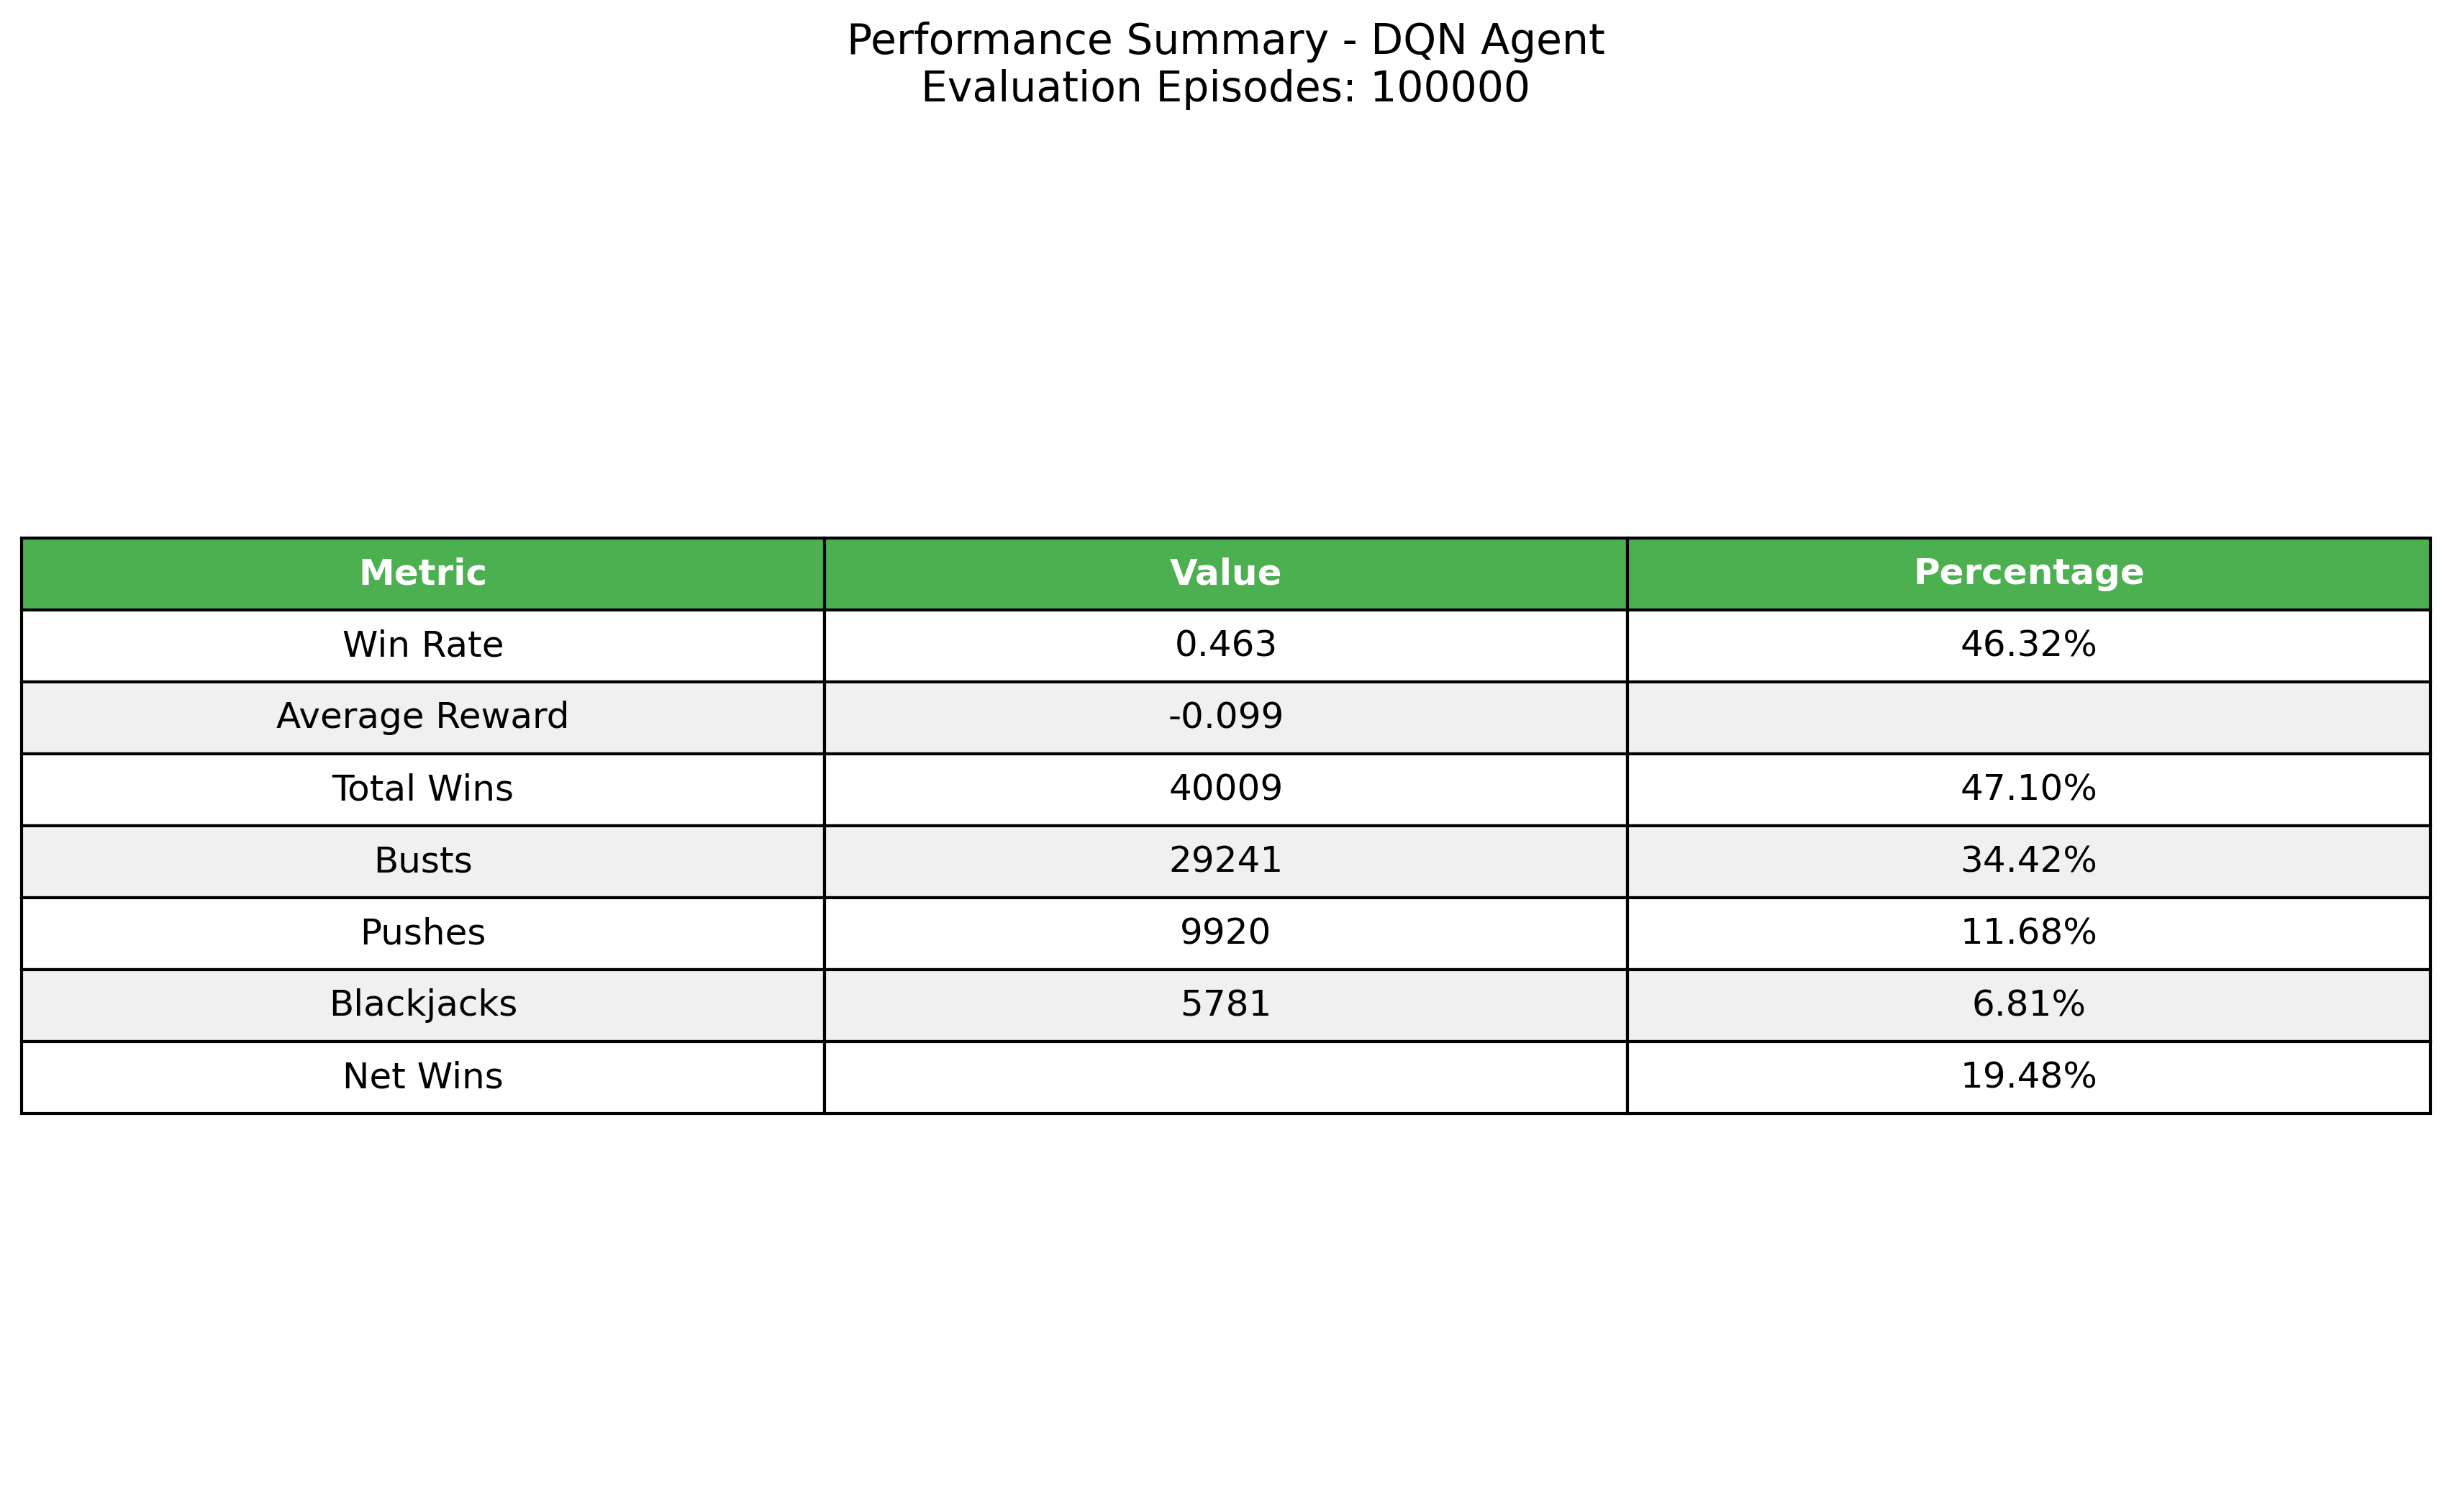 Performance Summary - DQN Agent
Evaluation Episodes: 100000
Metric Value Percentage
Win Rate 0.463 46.32%
Average Reward -0.099
Total Wins 40009 47.10%
Busts 29241 34.42%
Pushes 9920 11.68%
Blackjacks 5781 6.81%
Net Wins 19.48%